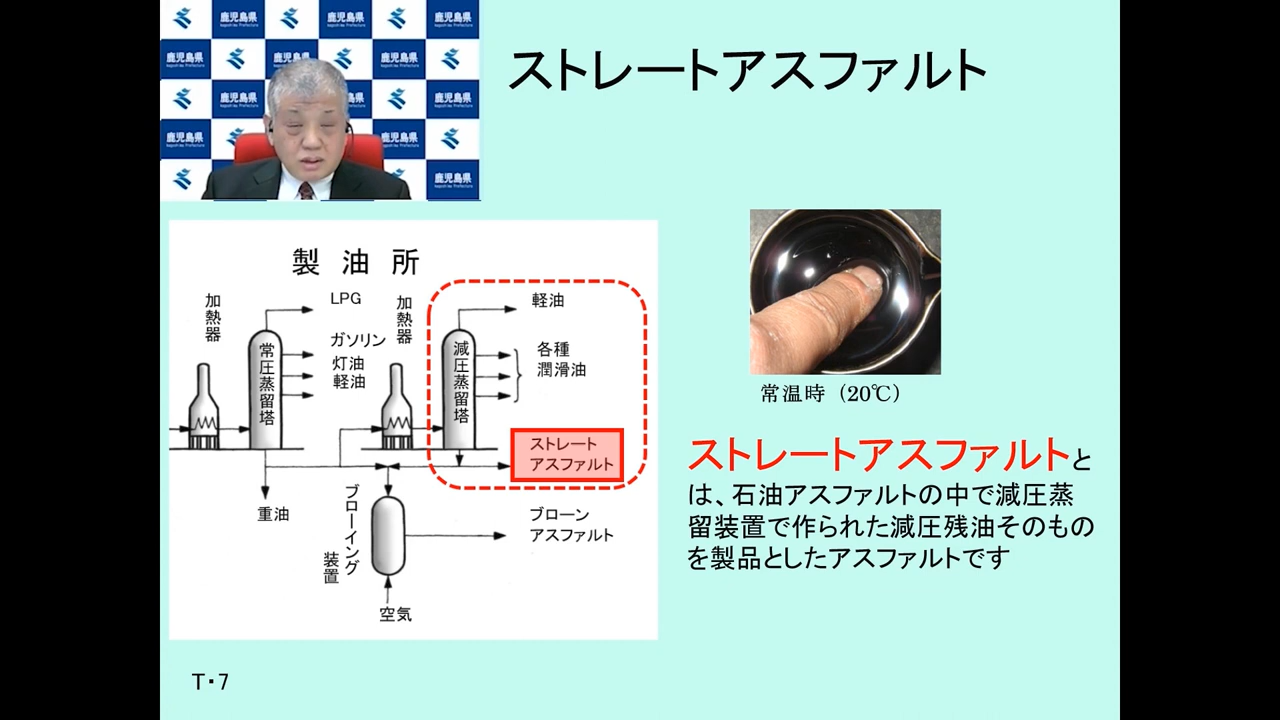 鹿児島県
Kagoshima Prefecture
ストレートアスファルト
製油所
加熱器
LPG
加熱器
軽油
常圧蒸留塔
ガソリン
灯油
軽油
減圧蒸留塔
各種
潤滑油
ストレート
アスファルト
重油
ブローイング
装置
ブローン
アスファルト
空気
常温時（20℃）
ストレートアスファルトと
は、石油アスファルトの中で減圧蒸
留装置で作られた減圧残油そのもの
を製品としたアスファルトです
T・7